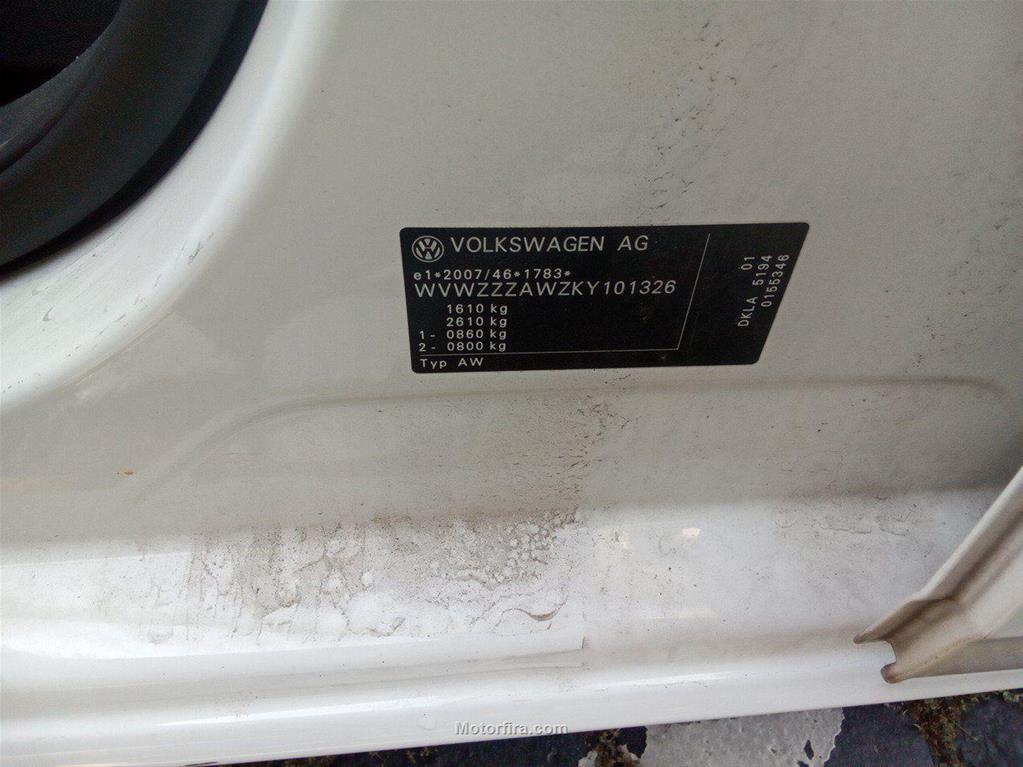 VOLKSWAGEN AG
e1*2007/46*1783*
WVWZZZAWZKY101326
1610 kg
2610 kg
1 - 0860 kg
2 - 0800 kg
Typ AW
01
DKLA 5194
0155346
Motorfira.com